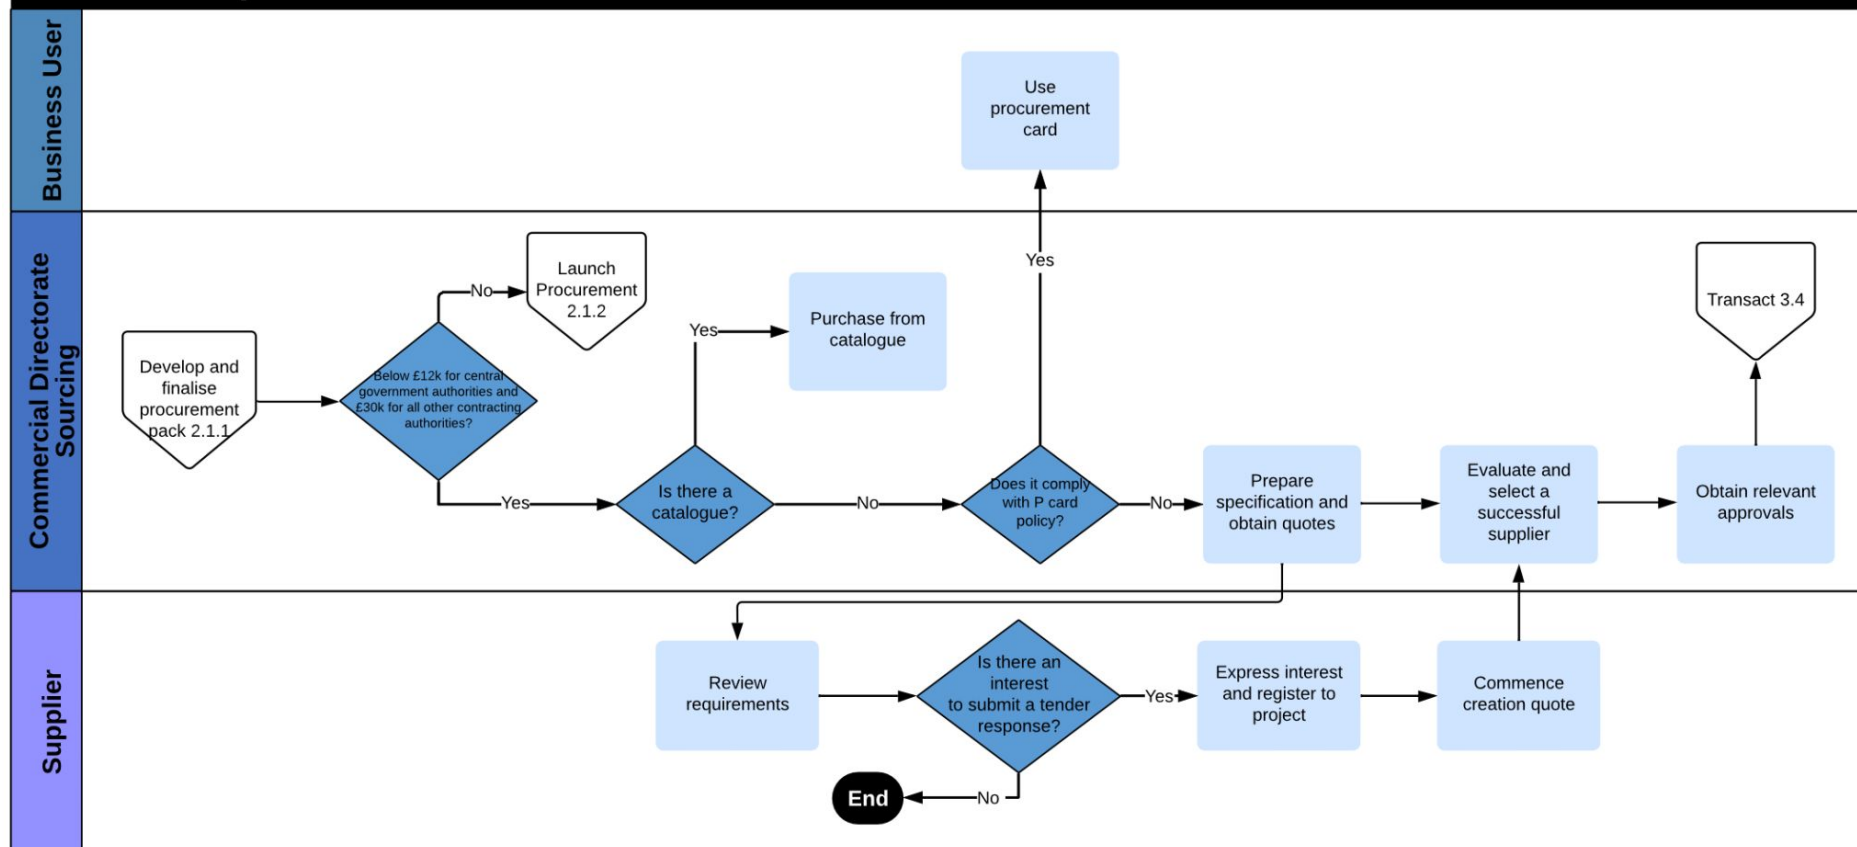 Business User
Use
procurement
card
Commercial Directorate
Sourcing
Develop and
finalise
procurement
pack 2.1.1
Below £12k for central
government authorities and
£30k for all other contracting
authorities?
No
Launch
Procurement
2.1.2
Yes
Is there a
catalogue?
Yes
Purchase from
catalogue
No
Does it comply
with P card
policy?
Yes
No
Prepare
specification and
obtain quotes
Evaluate and
select a
successful
supplier
Obtain relevant
approvals
Transact 3.4
Supplier
Review
requirements
Is there an
interest
to submit a tender
response?
Yes
Express interest
and register to
project
Commence
creation quote
No
End